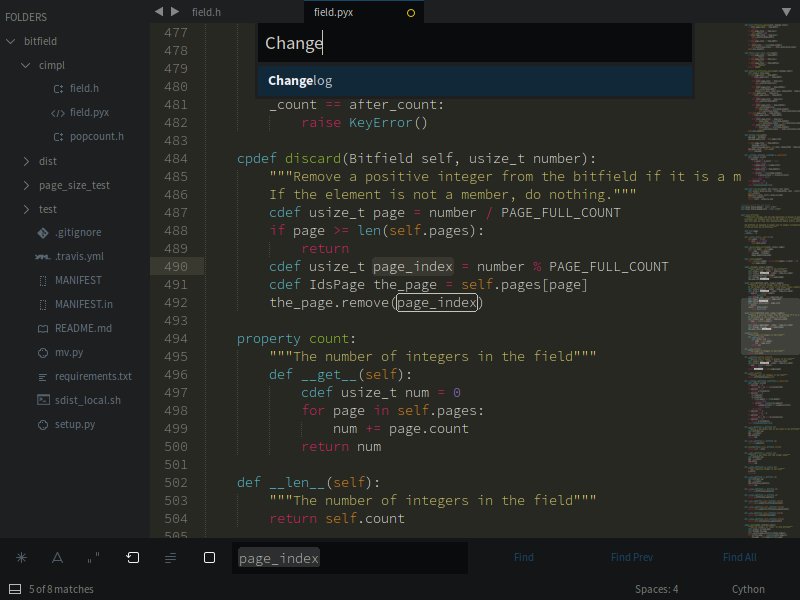 FOLDERS
bitfield
cimpl
field.h
field.pyx
popcount.h
dist
page_size_test
test
.gitignore
.travis.yml
MANIFEST
MANIFEST.in
README.md
mv.py
requirements.txt
sdist_local.sh
setup.py
field.h
field.pyx
Change
Changelog
477
478
479
480
481 _count == after_count:
482 raise KeyError()
483
484 cpdef discard(Bitfield self, usize_t number):
485 """Remove a positive integer from the bitfield if it is a m
486 If the element is not a member, do nothing."""
487 cdef usize_t page = number / PAGE_FULL_COUNT
488 if page >= len(self.pages):
489 return
490 cdef usize_t page_index = number % PAGE_FULL_COUNT
491 cdef IdsPage the_page = self.pages[page]
492 the_page.remove(page_index)
493
494 property count:
495 """The number of integers in the field"""
496 def __get__(self):
497 cdef usize_t num = 0
498 for page in self.pages:
499 num += page.count
500 return num
501
502 def __len__(self):
503 """The number of integers in the field"""
504 return self.count
505
page_index
Find
Find Prev
Find All
5 of 8 matches
Spaces: 4
Cython